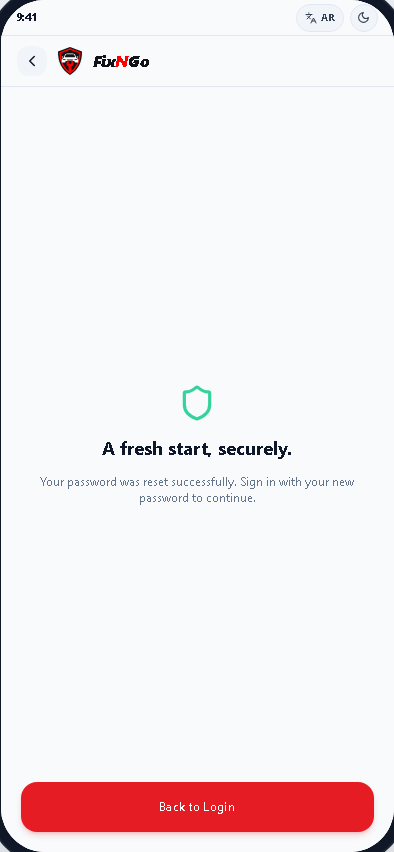 9:41
AR
FixNGo
A fresh start, securely.
Your password was reset successfully. Sign in with your new
password to continue.
Back to Login